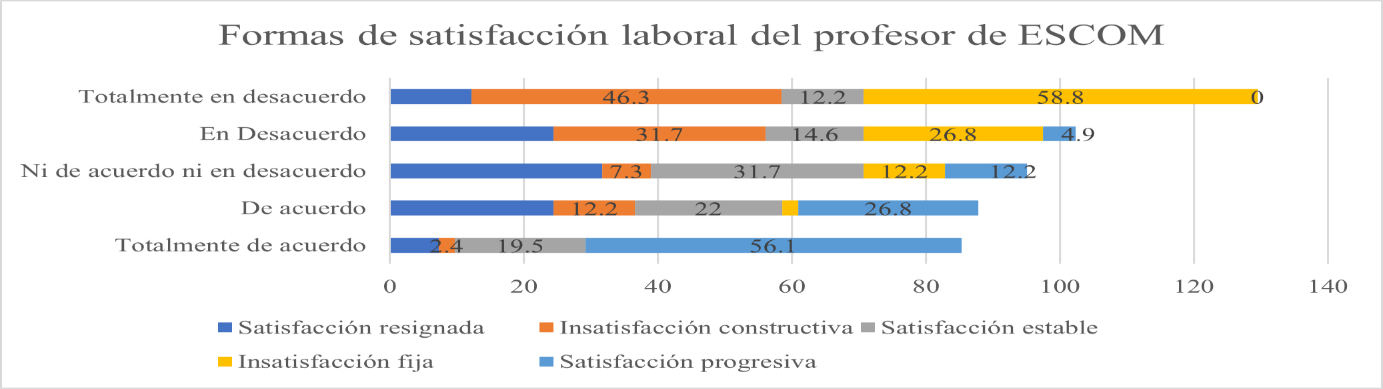 Formas de satisfacción laboral del profesor de ESCOM
Totalmente en desacuerdo 46.3 12.2 58.8 0
En Desacuerdo 31.7 14.6 26.8 4.9
Ni de acuerdo ni en desacuerdo 7.3 31.7 12.2 12.2
De acuerdo 12.2 22 26.8
Totalmente de acuerdo 2.4 19.5 56.1
0 20 40 60 80 100 120 140
Satisfacción resignada Insatisfacción constructiva Satisfacción estable
Insatisfacción fija Satisfacción progresiva